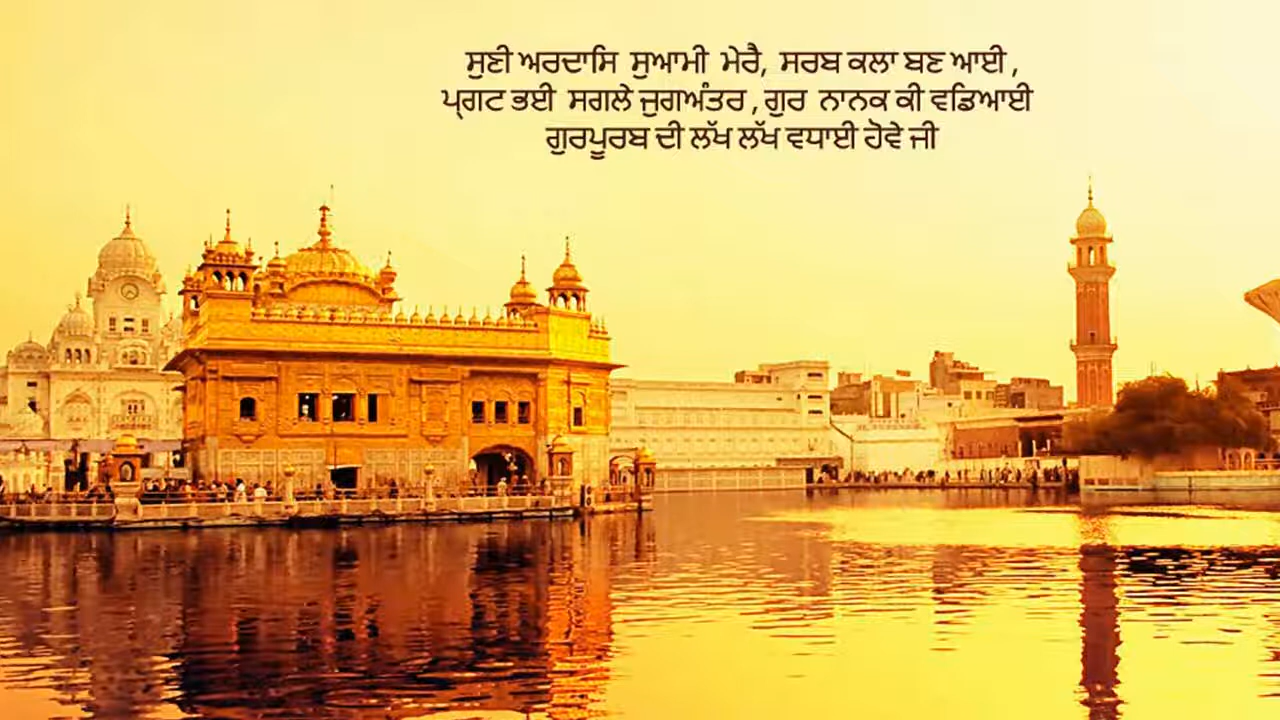 ਸੁਣੀ ਅਰਦਾਸਿ ਸੁਆਮੀ ਮੇਰੈ, ਸਰਬ ਕਲਾ ਬਣ ਆਈ ,
ਪ੍ਗਟ ਭਈ ਸਗਲੇ ਜੁਗਅੰਤਰ , ਗੁਰ ਨਾਨਕ ਕੀ ਵਡਿਆਈ
ਗੁਰਪੂਰਬ ਦੀ ਲੱਖ ਲੱਖ ਵਧਾਈ ਹੋਵੇ ਜੀ